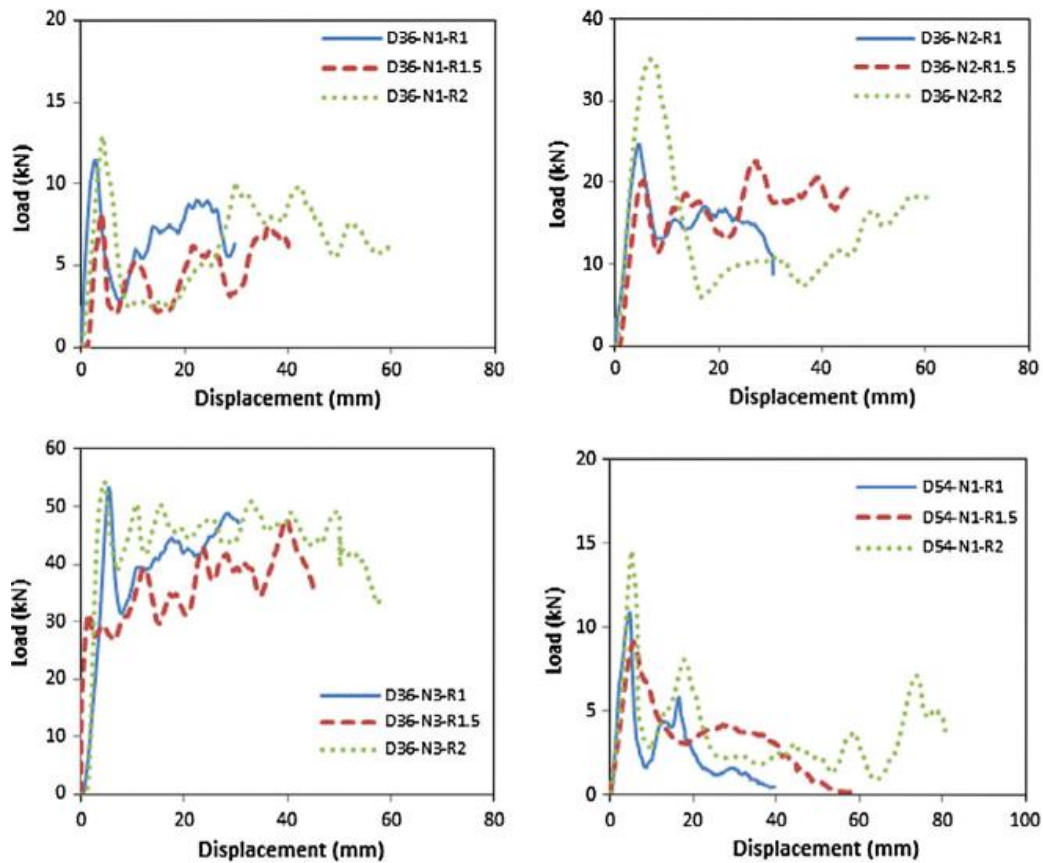 20
15
10
5
0
Load (kN)
D36-N1-R1
D36-N1-R1.5
D36-N1-R2
0 20 40 60 80
Displacement (mm)
40
30
20
10
0
Load (kN)
D36-N2-R1
D36-N2-R1.5
D36-N2-R2
0 20 40 60 80
Displacement (mm)
60
50
40
30
20
10
0
Load (kN)
D36-N3-R1
D36-N3-R1.5
D36-N3-R2
0 20 40 60 80
Displacement (mm)
20
15
10
5
0
Load (kN)
D54-N1-R1
D54-N1-R1.5
D54-N1-R2
0 20 40 60 80 100
Displacement (mm)